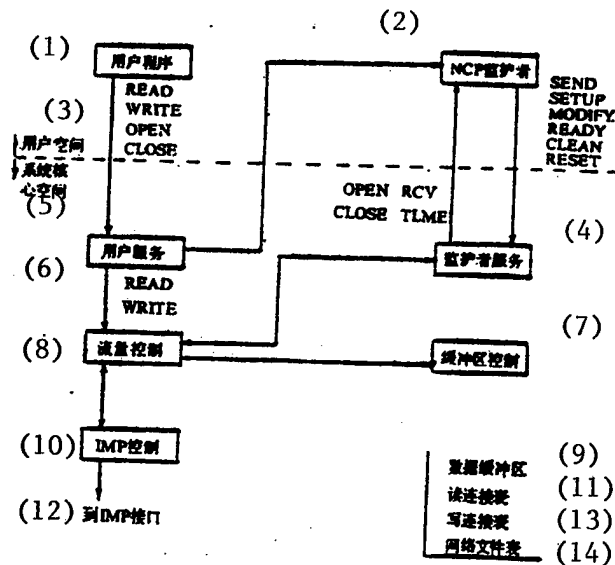 (2)
(1) 用户程序
NCP监护者
READ
WRITE
OPEN
CLOSE
SEND
SETUP
MODIFY
READY
CLEAN
RESET
(3)
用户空间
系统核
心空间
(5)
OPEN RCV
CLOSE TLME
(4)
用户服务
监护者服务
(6)
READ
WRITE
(7)
(8) 流量控制
缓冲区控制
(10) IMP控制
(12) 到IMP接口
数据缓冲区 (9)
读连接表 (11)
写连接表 (13)
网络文件表 (14)